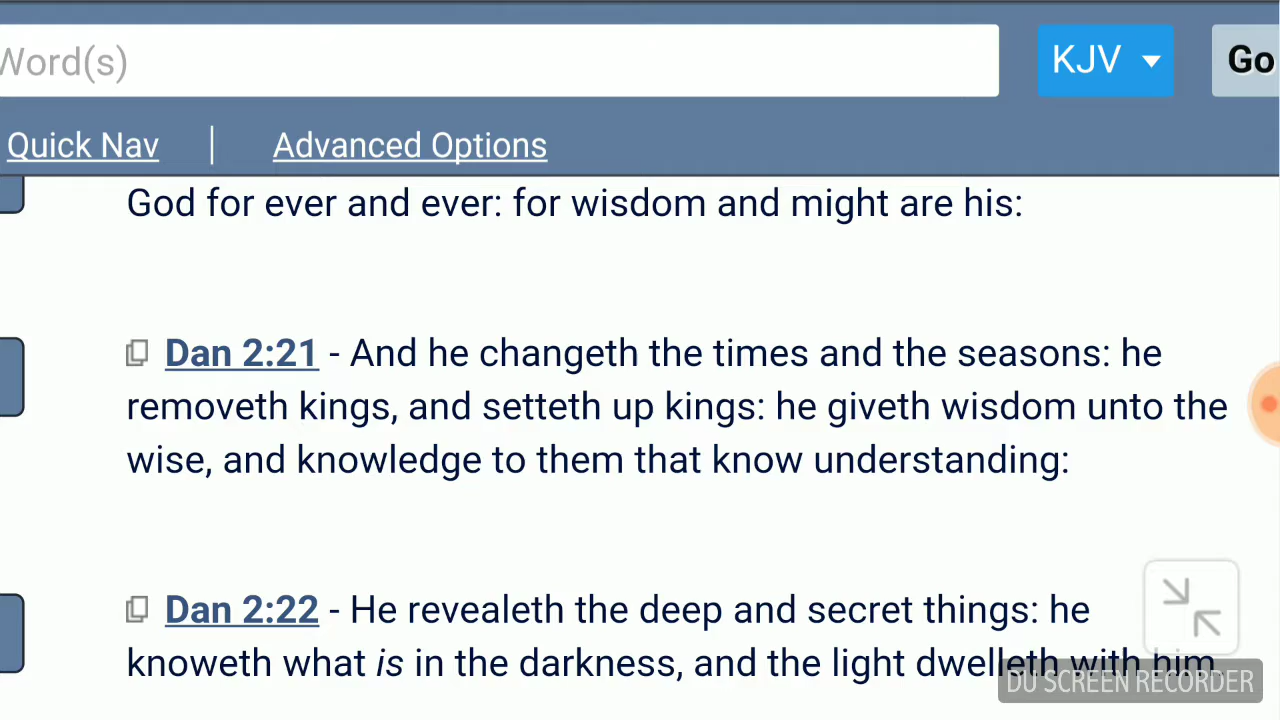 Word(s)
KJV
Go
Quick Nav | Advanced Options
God for ever and ever: for wisdom and might are his:
Dan 2:21 - And he changeth the times and the seasons: he
removeth kings, and setteth up kings: he giveth wisdom unto the
wise, and knowledge to them that know understanding:
Dan 2:22 - He revealeth the deep and secret things: he
knoweth what is in the darkness, and the light dwelleth with him.
DU SCREEN RECORDER